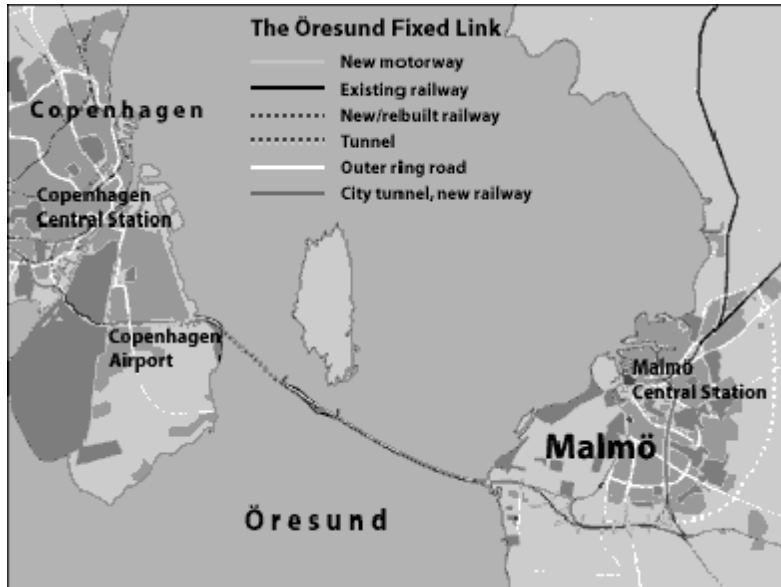 The Öresund Fixed Link
New motorway
Existing railway
New/rebuilt railway
Tunnel
Outer ring road
City tunnel, new railway
Copenhagen
Copenhagen
Central Station
Copenhagen
Airport
Malmö
Central Station
Malmö
Öresund